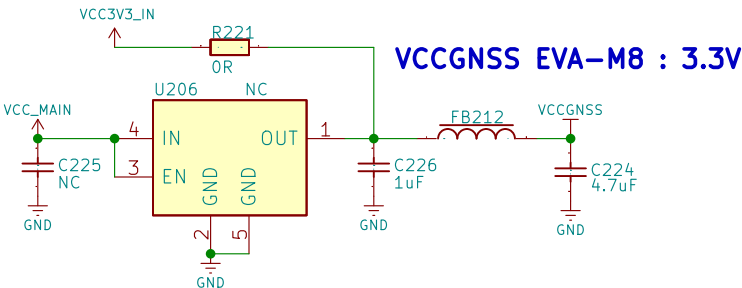 VCC3V3_IN
R221
0R
VCCGNSS EVA-M8 : 3.3V
U206 NC
VCC_MAIN
FB212
VCCGNSS
4 IN
OUT 1
3 EN
GND
GND
C225
NC
C226
1uF
C224
4.7uF
2
5
GND
GND
GND
GND